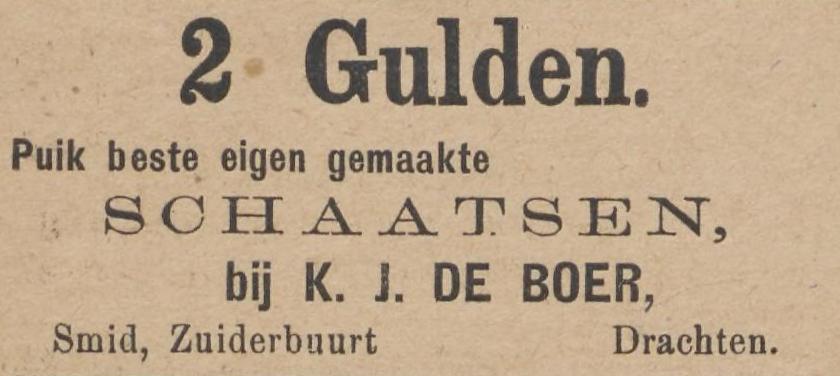 2 Gulden.
Puik beste eigen gemaakte
SCHAATSEN,
bij K. J. DE BOER,
Smid, Zuiderbuurt Drachten.